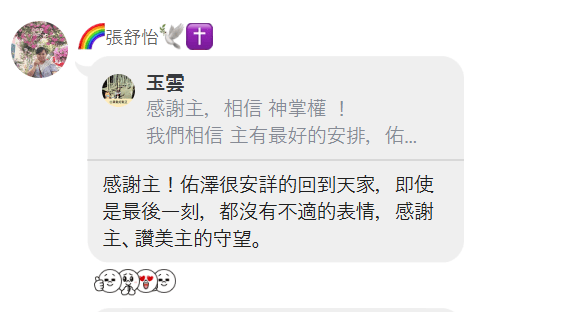 🌈張舒怡🕊️✝️
玉雲
感謝主，相信 神掌權 ！
我們相信 主有最好的安排，佑...
感謝主！佑澤很安詳的回到天家，即使
是最後一刻，都沒有不適的表情，感謝
主、讚美主的守望。